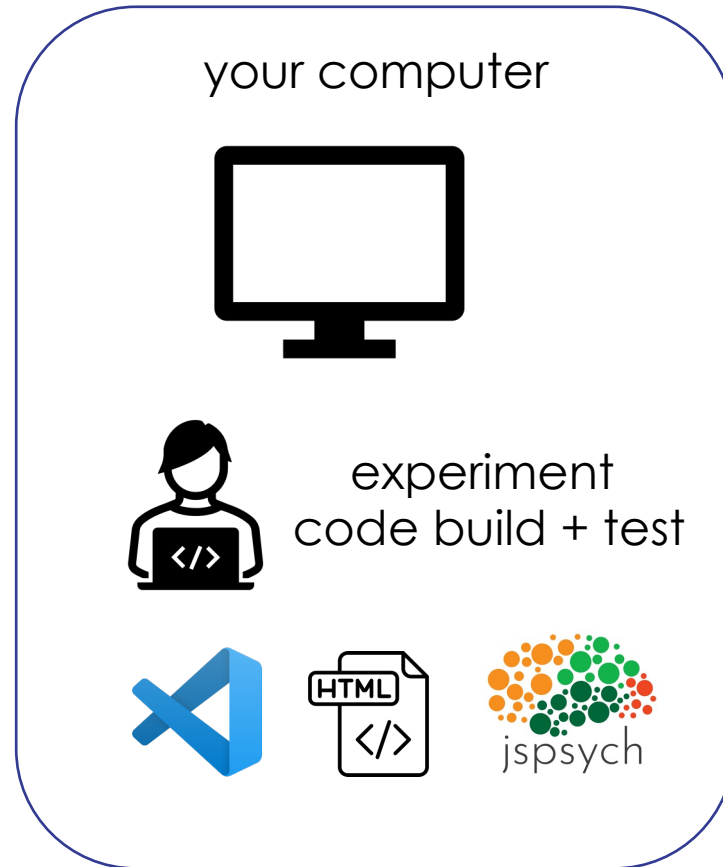 your computer
experiment
code build + test
</>
HTML
</>
jspsych